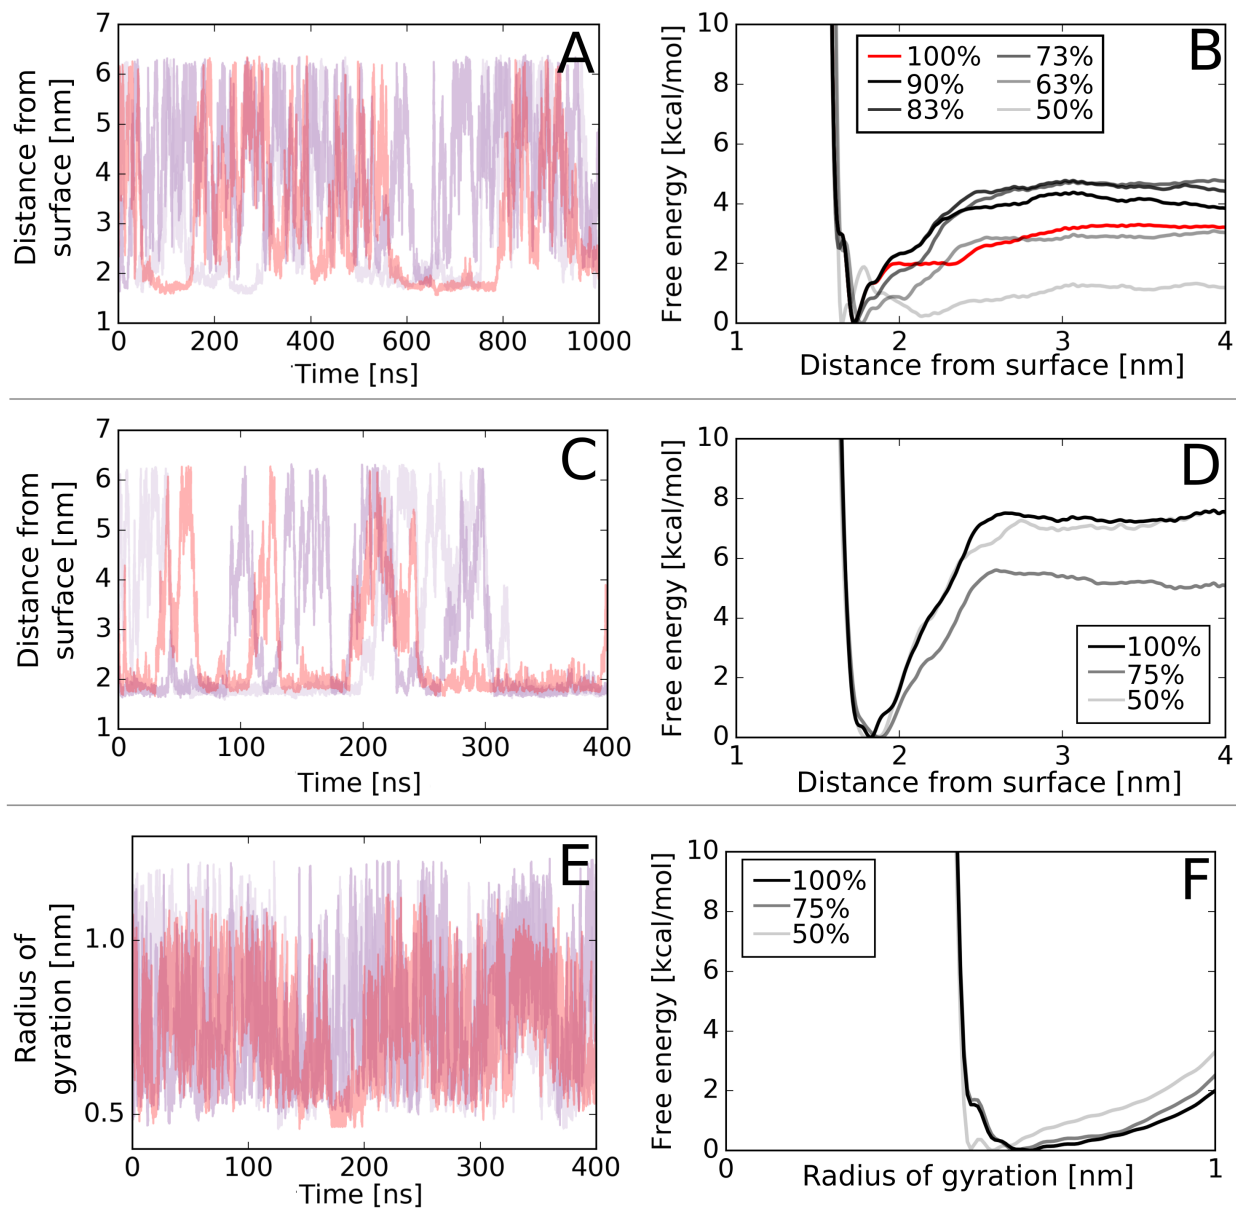 A
Distance from
surface [nm]
7
6
5
4
3
2
1
0 200 400 600 800 1000
Time [ns]
B
Free energy [kcal/mol]
10
8
6
4
2
0
100% 73%
90% 63%
83% 50%
1 2 3 4
Distance from surface [nm]
C
Distance from
surface [nm]
7
6
5
4
3
2
1
0 100 200 300 400
Time [ns]
D
Free energy [kcal/mol]
10
8
6
4
2
0
100%
75%
50%
1 2 3 4
Distance from surface [nm]
E
Radius of
gyration [nm]
1.0
0.5
0 100 200 300 400
Time [ns]
F
Free energy [kcal/mol]
10
8
6
4
2
0
100%
75%
50%
0 1
Radius of gyration [nm]